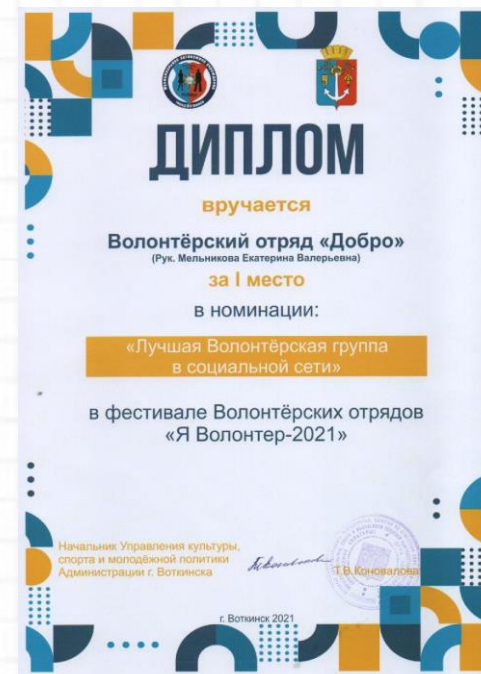 ДИПЛОМ
вручается
Волонтёрский отряд «Добро»
(Рук. Мельникова Екатерина Валерьевна)
за I место
в номинации:
«Лучшая Волонтёрская группа
в социальной сети»
в фестивале Волонтёрских отрядов
«Я Волонтер-2021»
Начальник Управления культуры,
спорта и молодёжной политики
Администрации г. Воткинска
Т.В.Коновалова
г. Воткинск 2021